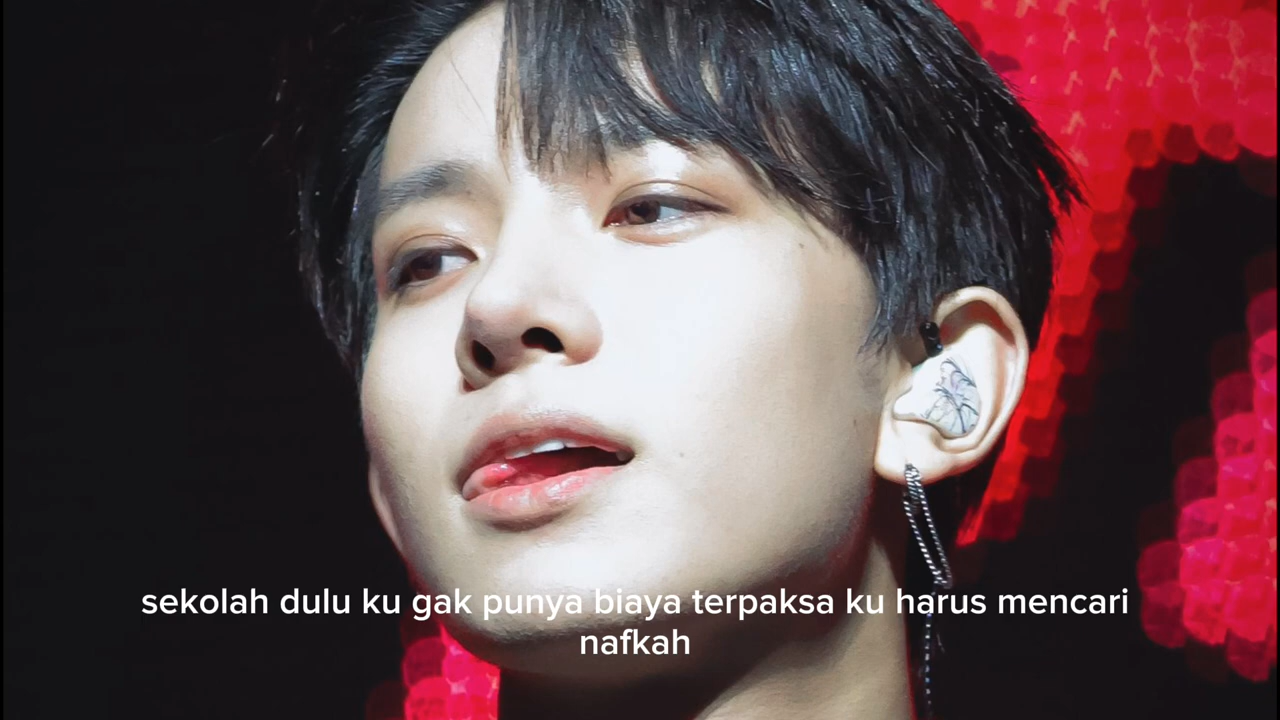 sekolah dulu ku gak punya biaya terpaksa ku harus mencari
nafkah